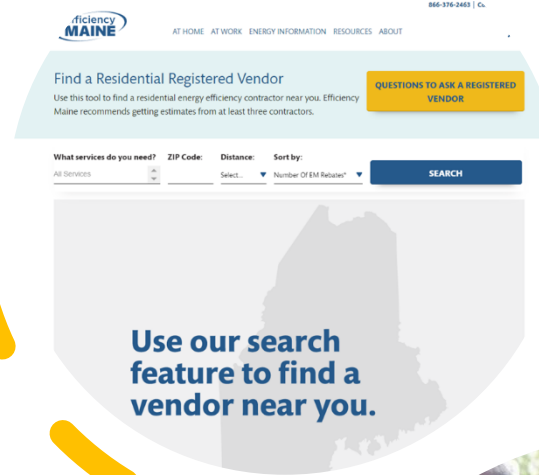 866-376-2463 |
fficiency
MAINE
AT HOME AT WORK ENERGY INFORMATION RESOURCES ABOUT
Find a Residential Registered Vendor
Use this tool to find a residential energy efficiency contractor near you. Efficiency
Maine recommends getting estimates from at least three contractors.
QUESTIONS TO ASK A REGISTERED
VENDOR
What services do you need? ZIP Code: Distance: Sort by:
All Services Select... Number Of EM Rebates* SEARCH
Use our search
feature to find a
vendor near you.